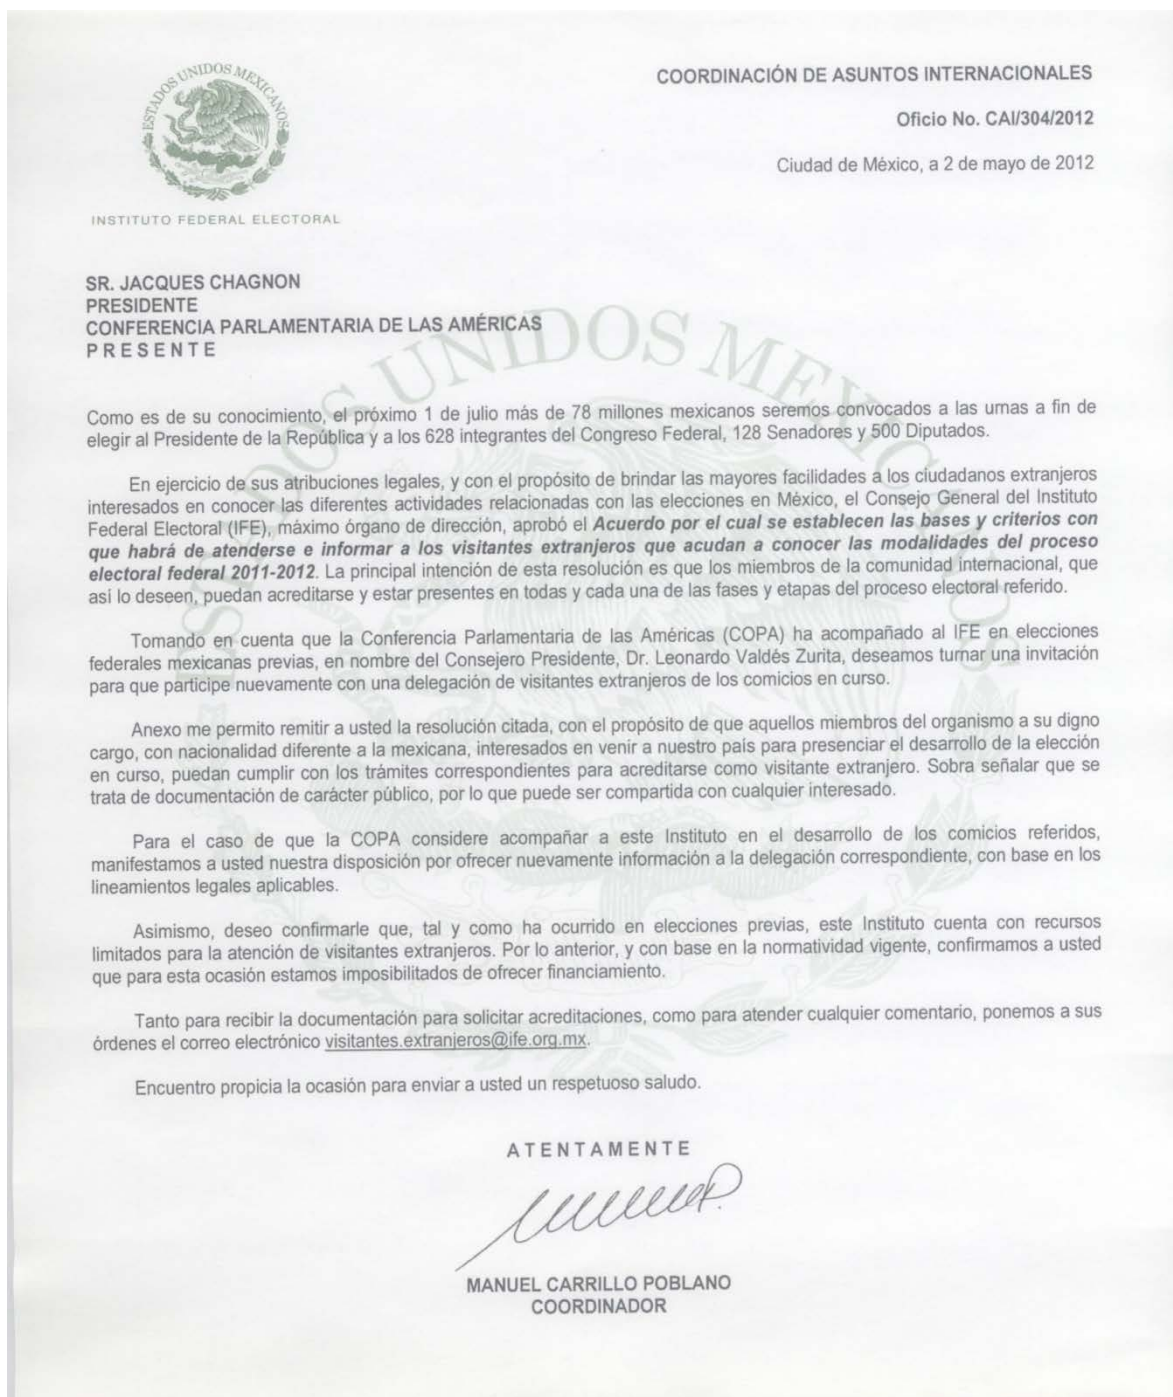 ESTADOS UNIDOS MEXICANOS
INSTITUTO FEDERAL ELECTORAL
COORDINACIÓN DE ASUNTOS INTERNACIONALES
Oficio No. CAI/304/2012
Ciudad de México, a 2 de mayo de 2012
SR. JACQUES CHAGNON
PRESIDENTE
CONFERENCIA PARLAMENTARIA DE LAS AMÉRICAS
P R E S E N T E
ESTADOS UNIDOS MEXICANOS
Como es de su conocimiento, el próximo 1 de julio más de 78 millones mexicanos seremos convocados a las urnas a fin de
elegir al Presidente de la República y a los 628 integrantes del Congreso Federal, 128 Senadores y 500 Diputados.
En ejercicio de sus atribuciones legales, y con el propósito de brindar las mayores facilidades a los ciudadanos extranjeros
interesados en conocer las diferentes actividades relacionadas con las elecciones en México, el Consejo General del Instituto
Federal Electoral (IFE), máximo órgano de dirección, aprobó el Acuerdo por el cual se establecen las bases y criterios con
que habrá de atenderse e informar a los visitantes extranjeros que acudan a conocer las modalidades del proceso
electoral federal 2011-2012. La principal intención de esta resolución es que los miembros de la comunidad internacional, que
así lo deseen, puedan acreditarse y estar presentes en todas y cada una de las fases y etapas del proceso electoral referido.
Tomando en cuenta que la Conferencia Parlamentaria de las Américas (COPA) ha acompañado al IFE en elecciones
federales mexicanas previas, en nombre del Consejero Presidente, Dr. Leonardo Valdés Zurita, deseamos turnar una invitación
para que participe nuevamente con una delegación de visitantes extranjeros de los comicios en curso.
Anexo me permito remitir a usted la resolución citada, con el propósito de que aquellos miembros del organismo a su digno
cargo, con nacionalidad diferente a la mexicana, interesados en venir a nuestro país para presenciar el desarrollo de la elección
en curso, puedan cumplir con los trámites correspondientes para acreditarse como visitante extranjero. Sobra señalar que se
trata de documentación de carácter público, por lo que puede ser compartida con cualquier interesado.
Para el caso de que la COPA considere acompañar a este Instituto en el desarrollo de los comicios referidos,
manifestamos a usted nuestra disposición por ofrecer nuevamente información a la delegación correspondiente, con base en los
lineamientos legales aplicables.
Asimismo, deseo confirmarle que, tal y como ha ocurrido en elecciones previas, este Instituto cuenta con recursos
limitados para la atención de visitantes extranjeros. Por lo anterior, y con base en la normatividad vigente, confirmamos a usted
que para esta ocasión estamos imposibilitados de ofrecer financiamiento.
Tanto para recibir la documentación para solicitar acreditaciones, como para atender cualquier comentario, ponemos a sus
órdenes el correo electrónico visitantes.extranjeros@ife.org.mx.
Encuentro propicia la ocasión para enviar a usted un respetuoso saludo.
A T E N T A M E N T E
MANUEL CARRILLO POBLANO
COORDINADOR